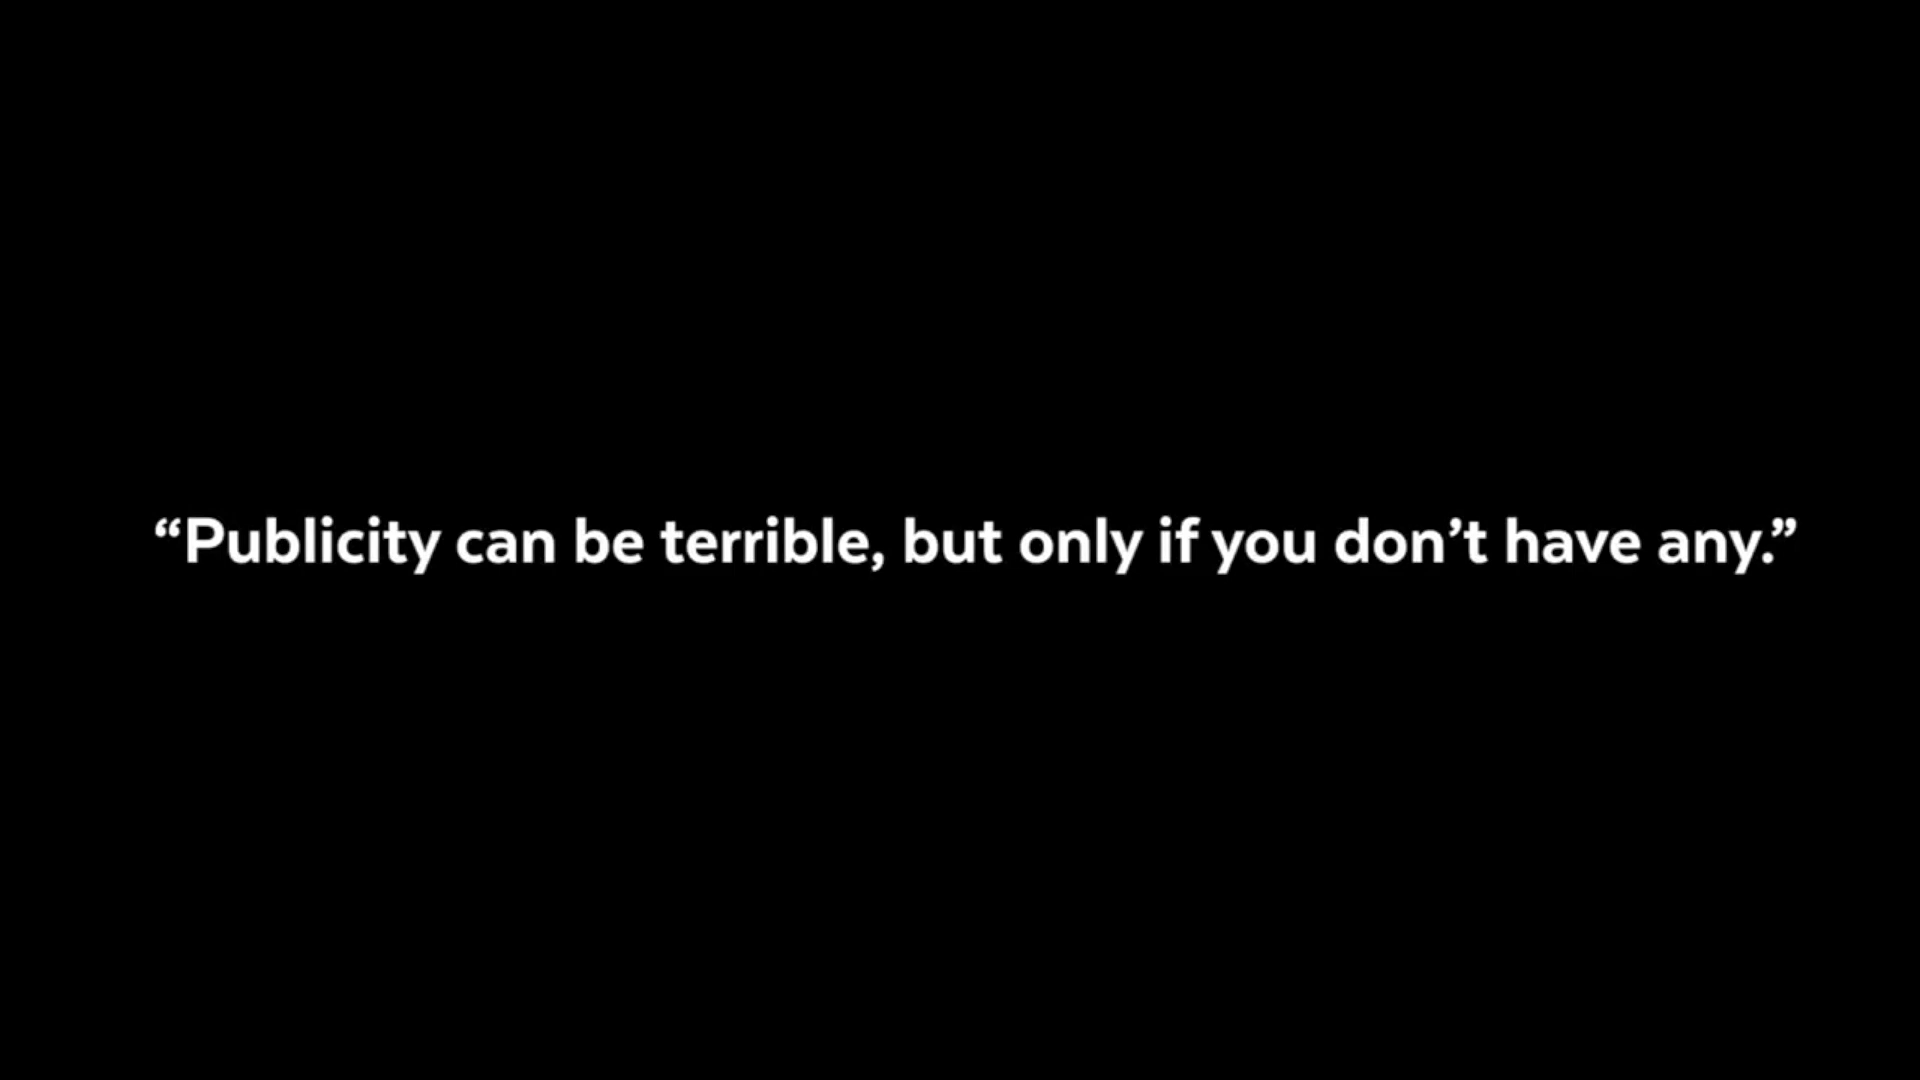 “Publicity can be terrible, but only if you don’t have any.”